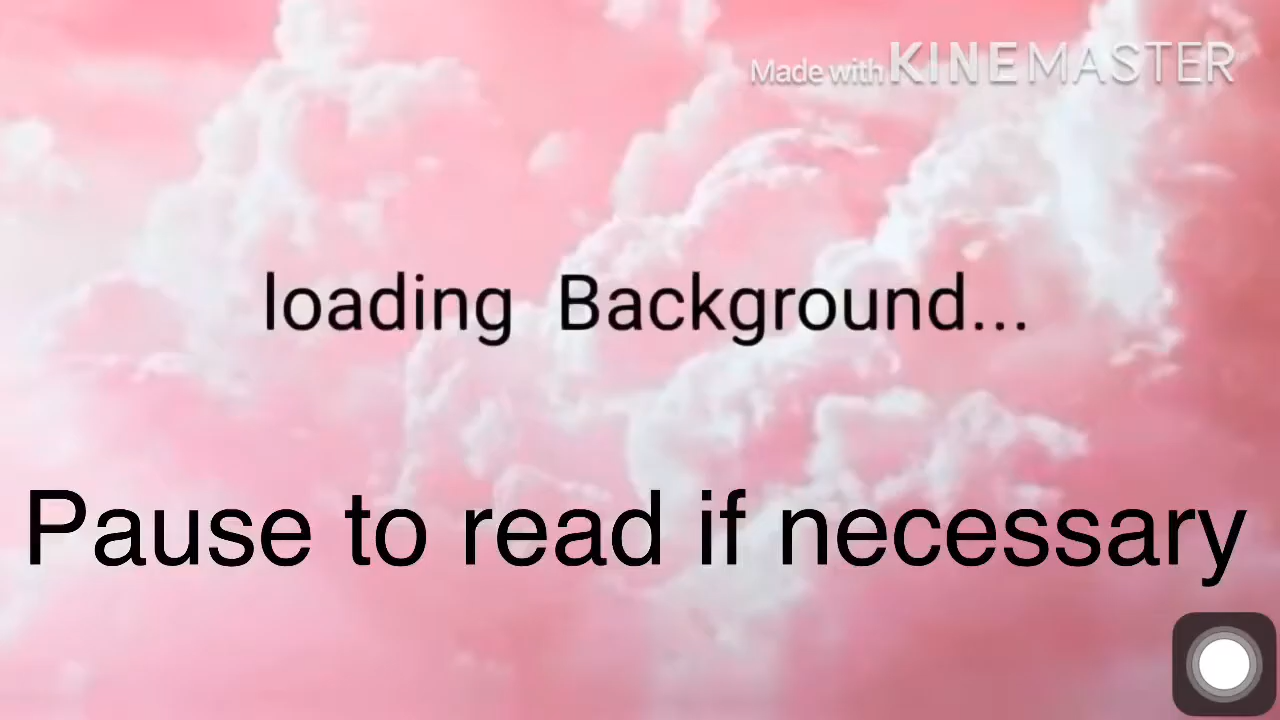 Made with KINEMASTER
loading Background...
Pause to read if necessary